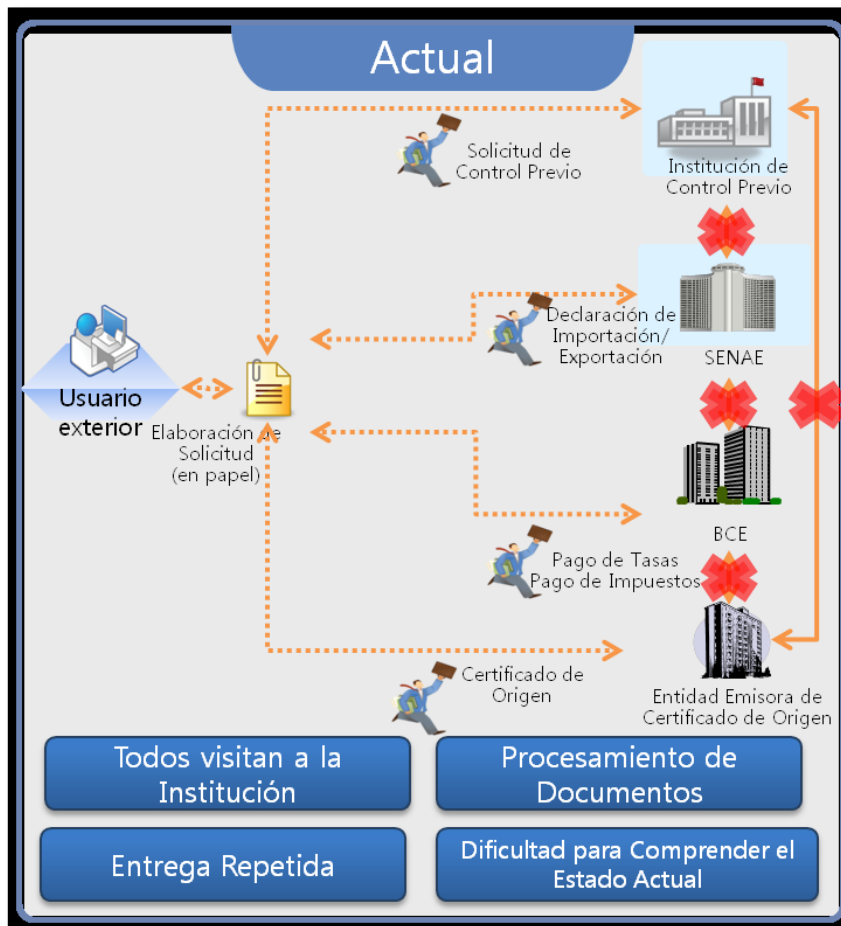 Actual
Solicitud de
Control Previo
Institución de
Control Previo
Declaración de
Importación/
Exportación
SENAE
Usuario
exterior
Elaboración de
Solicitud
(en papel)
BCE
Pago de Tasas
Pago de Impuestos
Certificado de
Origen
Entidad Emisora de
Certificado de Origen
Todos visitan a la
Institución
Procesamiento de
Documentos
Entrega Repetida
Dificultad para Comprender el
Estado Actual